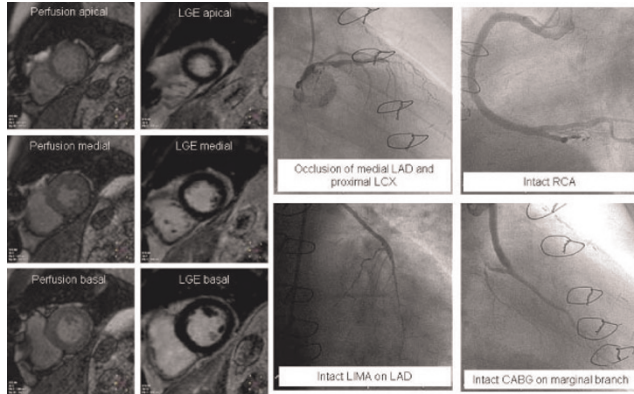 Perfusion apical
LGE apical
Perfusion medial
LGE medial
Perfusion basal
LGE basal
Occlusion of medial LAD and
proximal LCX
Intact RCA
Intact LIMA on LAD
Intact CABG on marginal branch